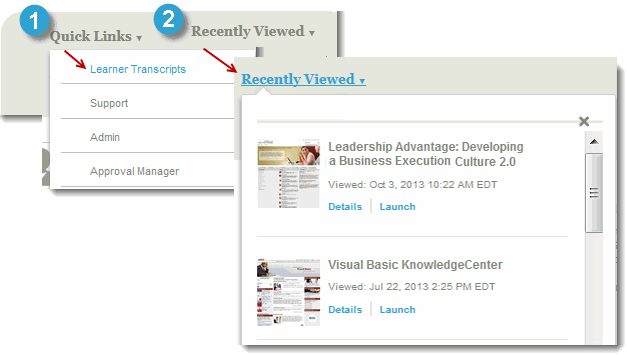 1
2
Quick Links ▾
Recently Viewed ▾
Learner Transcripts
Support
Admin
Approval Manager
Recently Viewed ▾
Leadership Advantage: Developing
a Business Execution Culture 2.0
Viewed: Oct 3, 2013 10:22 AM EDT
Details | Launch
Visual Basic KnowledgeCenter
Viewed: Jul 22, 2013 2:25 PM EDT
Details | Launch